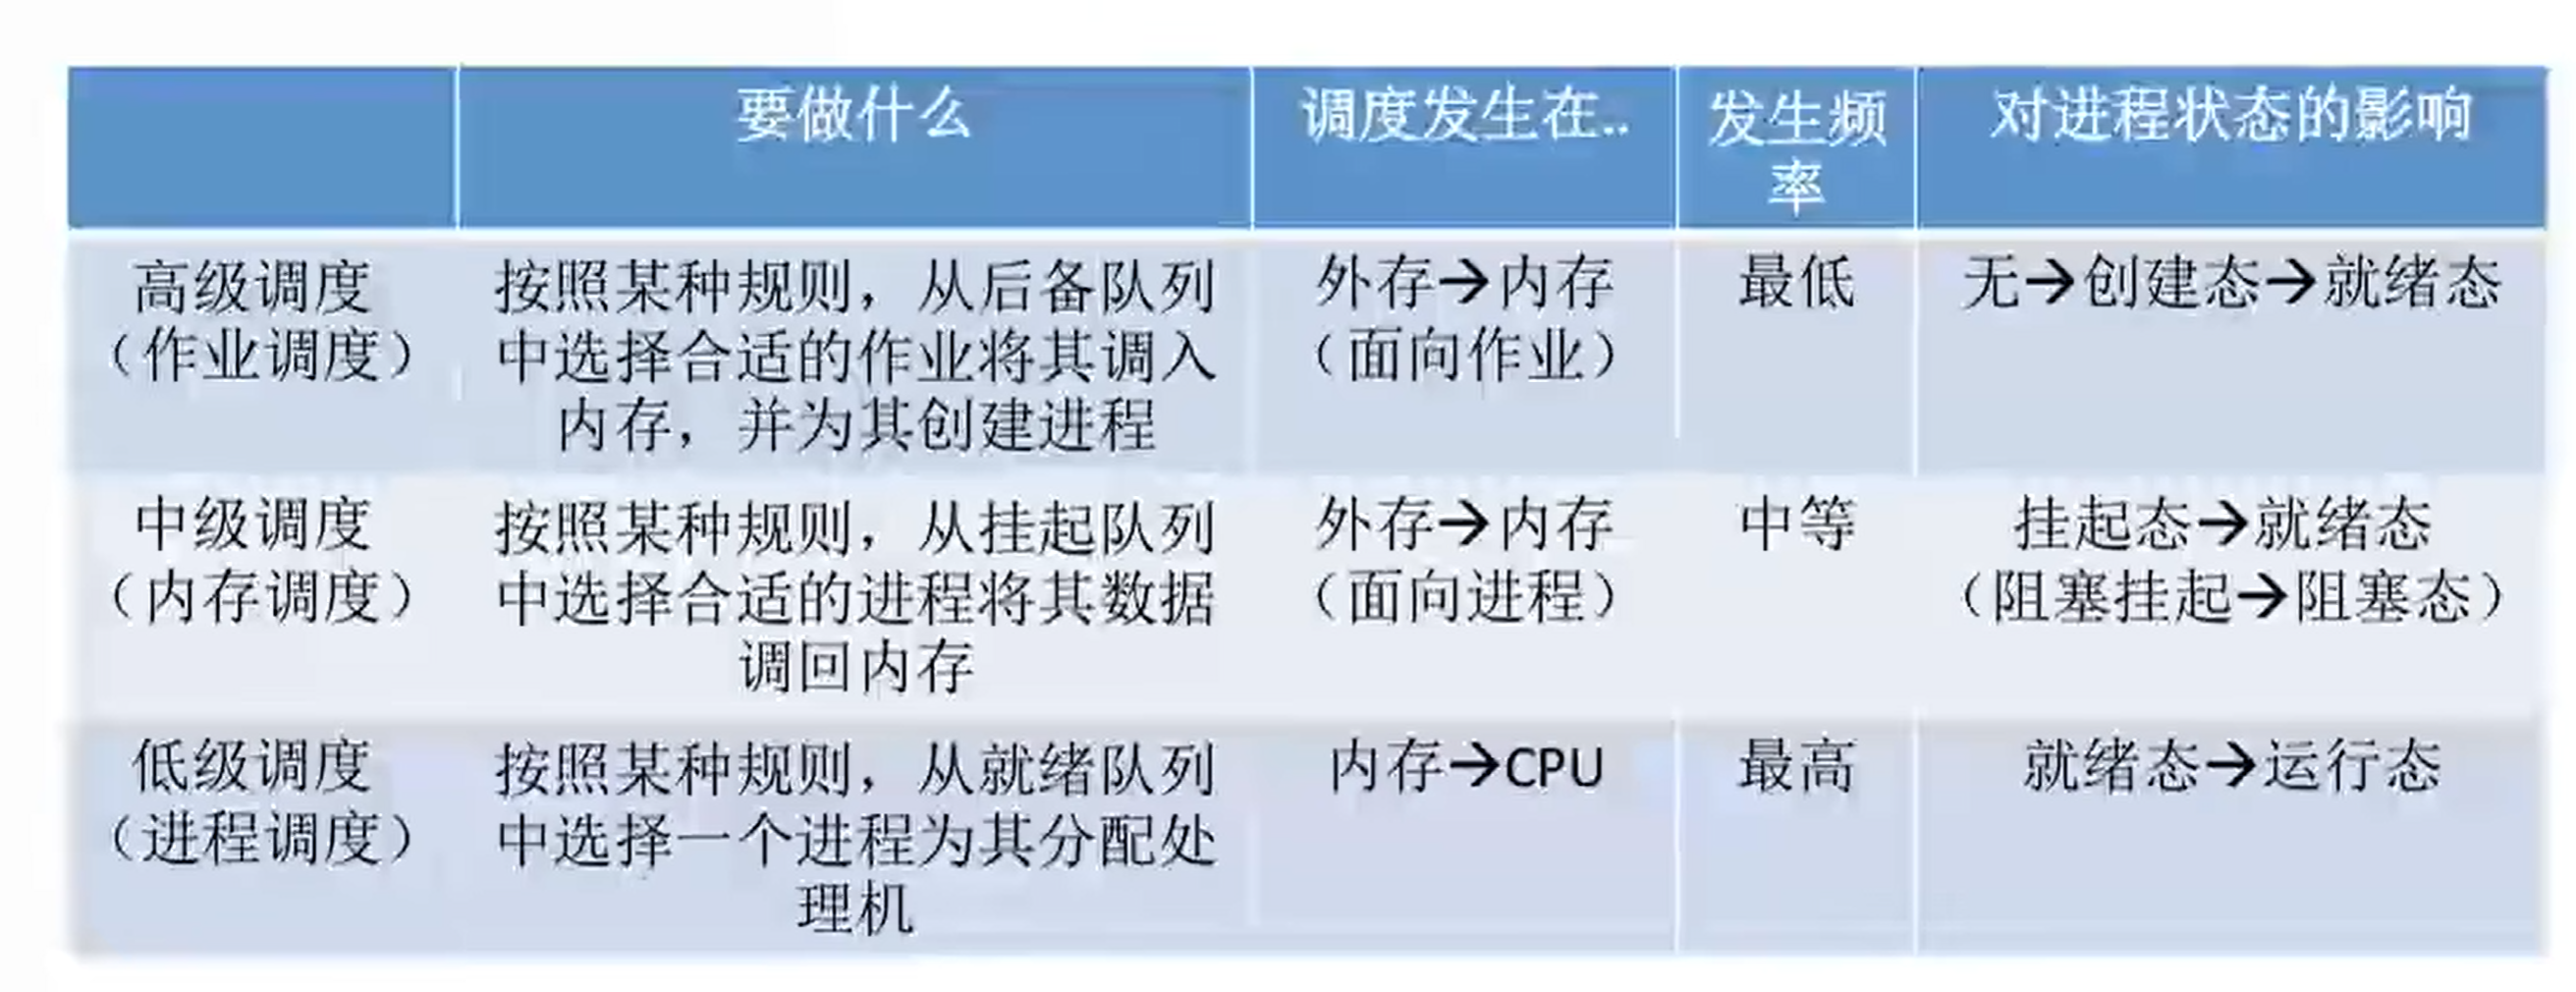 要做什么
调度发生在..
发生频
率
对进程状态的影响
高级调度
（作业调度）
按照某种规则，从后备队列
中选择合适的作业将其调入
内存，并为其创建进程
外存→内存
（面向作业）
最低
无→创建态→就绪态
中级调度
（内存调度）
按照某种规则，从挂起队列
中选择合适的进程将其数据
调回内存
外存→内存
（面向进程）
中等
挂起态→就绪态
（阻塞挂起→阻塞态）
低级调度
（进程调度）
按照某种规则，从就绪队列
中选择一个进程为其分配处
理机
内存→CPU
最高
就绪态→运行态